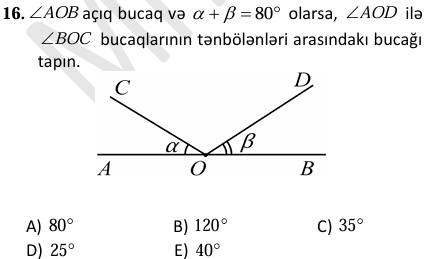 16. ∠AOB açıq bucaq və α + β = 80° olarsa, ∠AOD ilə
∠BOC bucaqlarının tənbölənləri arasındakı bucağı
tapın.
C D
α β
A O B
A) 80° B) 120° C) 35°
D) 25° E) 40°